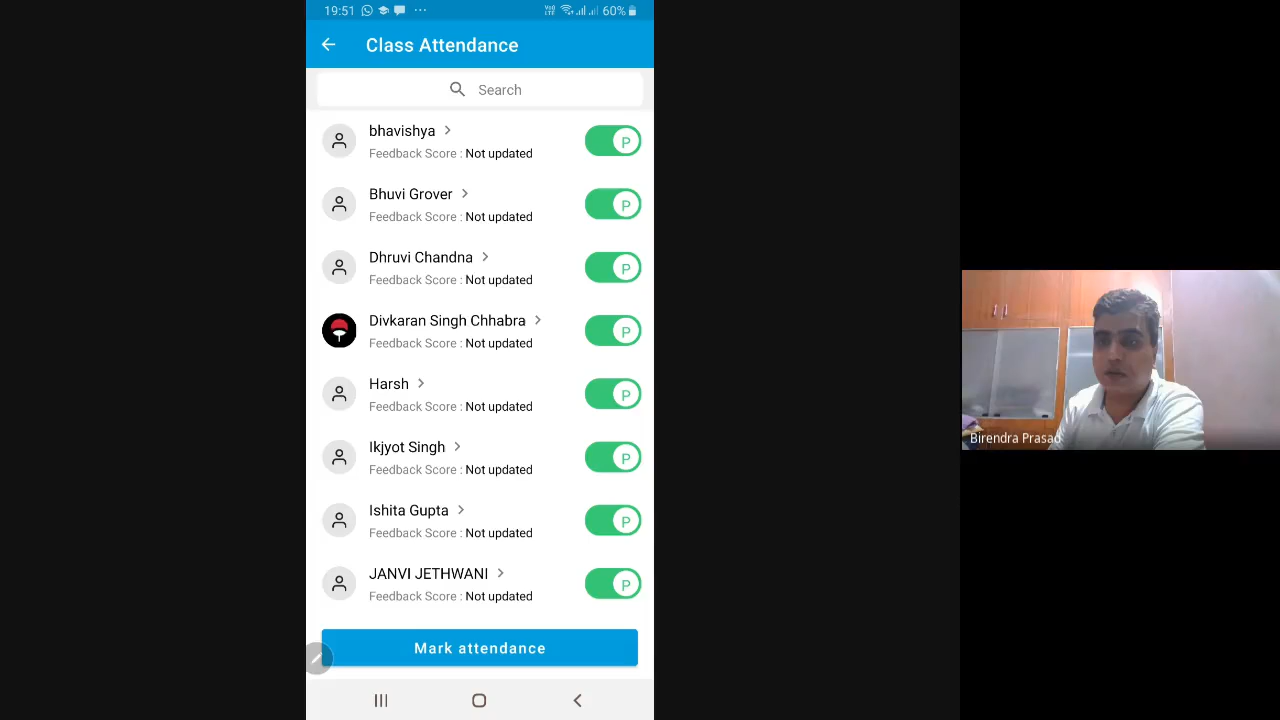 19:51
60%
Class Attendance
Search
bhavishya
Feedback Score : Not updated
P
Bhuvi Grover
Feedback Score : Not updated
P
Dhruvi Chandna
Feedback Score : Not updated
P
Divkaran Singh Chhabra
Feedback Score : Not updated
P
Harsh
Feedback Score : Not updated
P
Ikjyot Singh
Feedback Score : Not updated
P
Ishita Gupta
Feedback Score : Not updated
P
JANVI JETHWANI
Feedback Score : Not updated
P
Mark attendance
Birendra Prasad